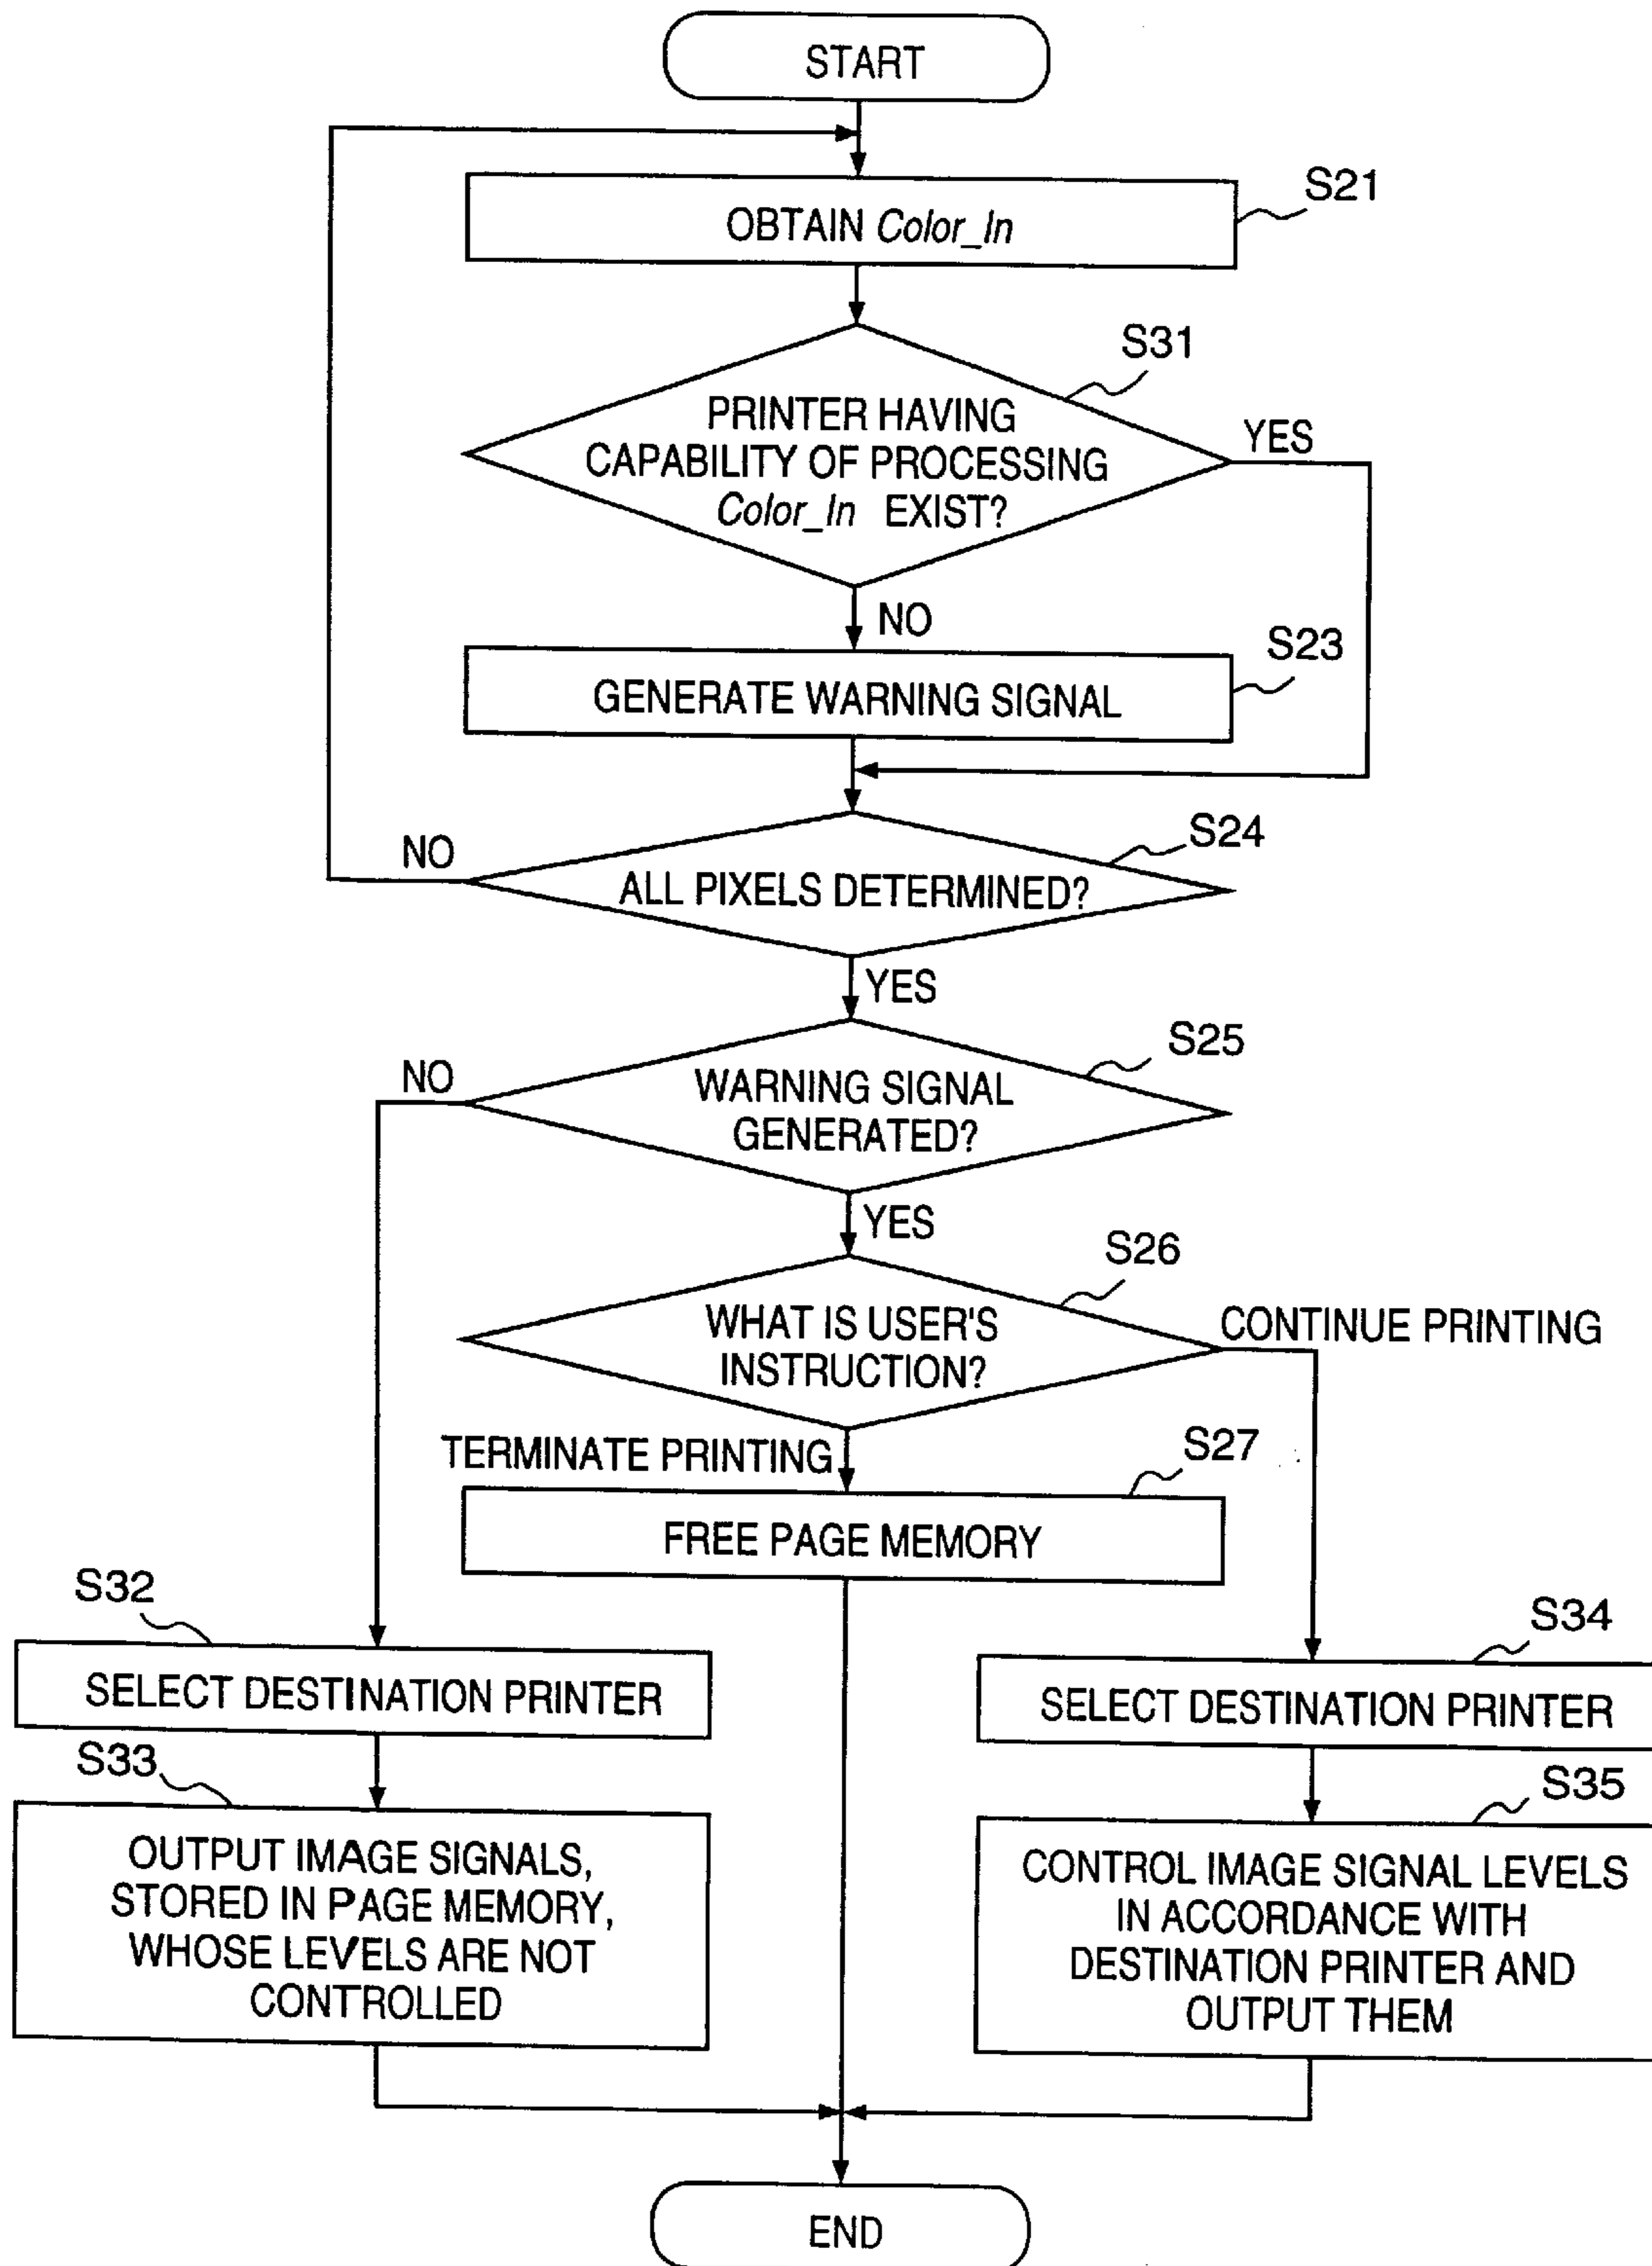 START
S21
OBTAIN Color_In
S31
PRINTER HAVING
CAPABILITY OF PROCESSING
Color_In EXIST?
YES
NO
S23
GENERATE WARNING SIGNAL
S24
NO
ALL PIXELS DETERMINED?
YES
S25
NO
WARNING SIGNAL
GENERATED?
YES
S26
WHAT IS USER'S
INSTRUCTION?
CONTINUE PRINTING
TERMINATE PRINTING
S27
FREE PAGE MEMORY
S32
SELECT DESTINATION PRINTER
S34
SELECT DESTINATION PRINTER
S33
OUTPUT IMAGE SIGNALS,
STORED IN PAGE MEMORY,
WHOSE LEVELS ARE NOT
CONTROLLED
S35
CONTROL IMAGE SIGNAL LEVELS
IN ACCORDANCE WITH
DESTINATION PRINTER AND
OUTPUT THEM
END